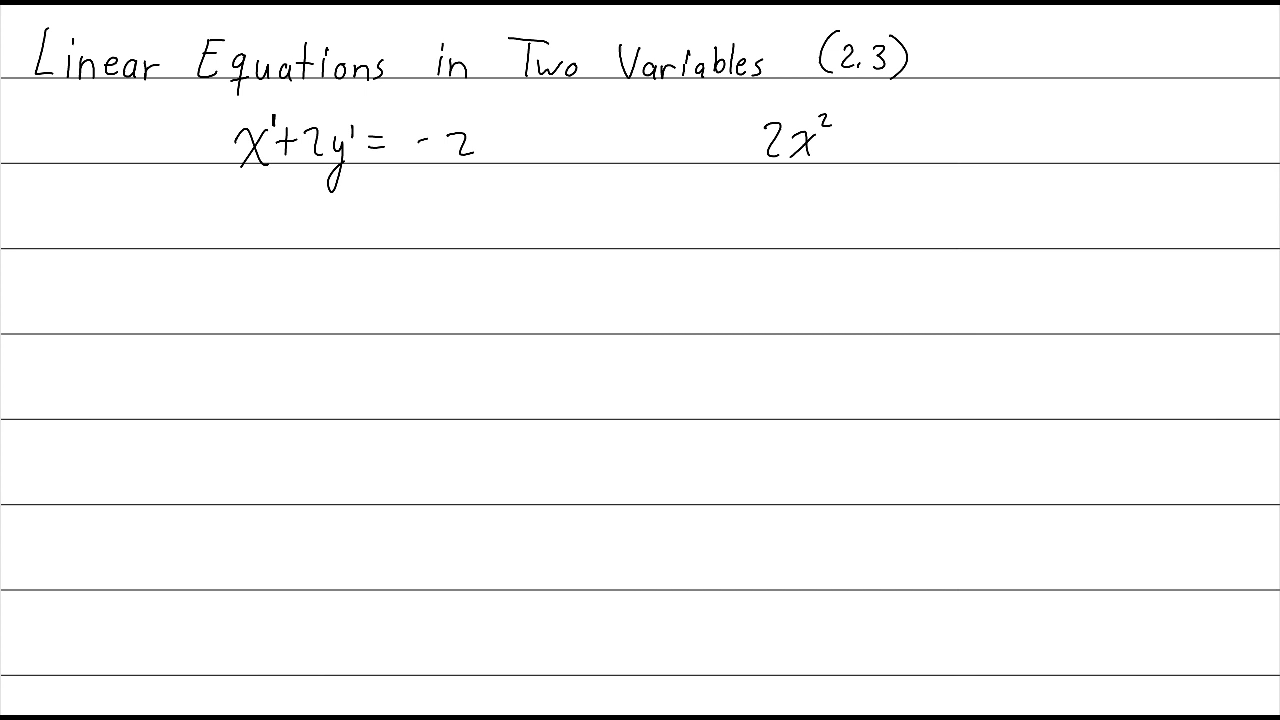 Linear Equations in Two Variables (2.3)
x¹+2y¹ = -2 2x²